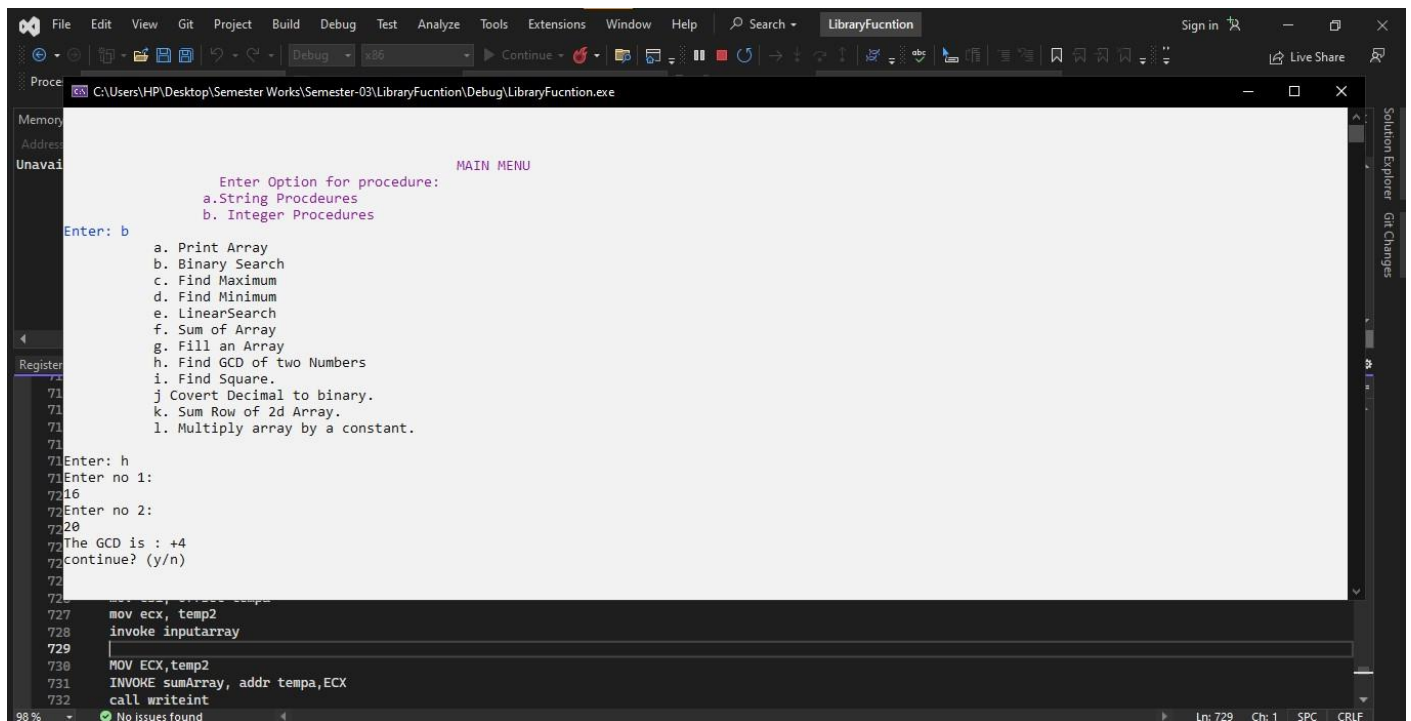 File Edit View Git Project Build Debug Test Analyze Tools Extensions Window Help Search LibraryFucntion Sign in
Debug x86 Continue Live Share
Proce
C:\Users\HP\Desktop\Semester Works\Semester-03\LibraryFucntion\Debug\LibraryFucntion.exe
Memory
Address
Unavai
MAIN MENU
Enter Option for procedure:
a.String Procdeures
b. Integer Procedures
Enter: b
a. Print Array
b. Binary Search
c. Find Maximum
d. Find Minimum
e. LinearSearch
f. Sum of Array
g. Fill an Array
h. Find GCD of two Numbers
i. Find Square.
j Covert Decimal to binary.
k. Sum Row of 2d Array.
l. Multiply array by a constant.
Enter: h
Enter no 1:
16
Enter no 2:
20
The GCD is : +4
continue? (y/n)
Register
727 mov ecx, temp2
728 invoke inputarray
729
730 MOV ECX,temp2
731 INVOKE sumArray, addr tempa,ECX
732 call writeint
98 % No issues found Ln: 729 Ch: 1 SPC CRLF
Solution Explorer
Git Changes